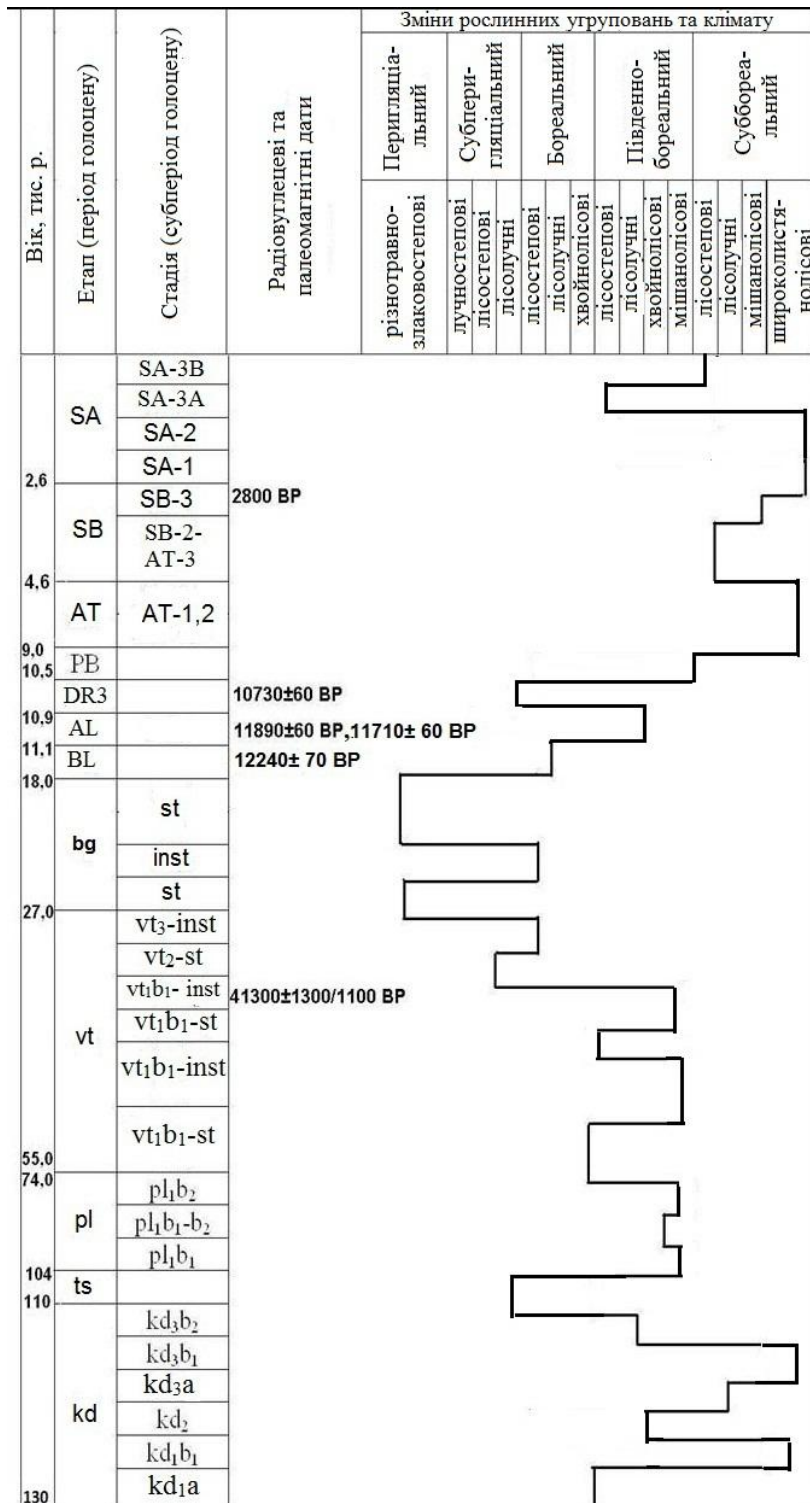 Зміни рослинних угруповань та клімату
Вік, тис. р.
Етап (період голоцену)
Стадія (субперіод голоцену)
Радіовуглецеві та
палеомагнітні дати
Перигляціа-
льний
Субпери-
гляціальний
Бореальний
Південно-
бореальний
Суббореа-
льний
різнотравно-
злаковостепові
лучностепові
лісостепові
лісолучні
лісостепові
лісолучні
хвойнолісові
лісостепові
лісолучні
хвойнолісові
мішанолісові
лісостепові
лісолучні
мішанолісові
широколистя-
нолісові
SA-3B
SA-3A
SA
SA-2
SA-1
2,6
SB-3 2800 BP
SB
SB-2-
AT-3
4,6
AT AT-1,2
9,0
10,5 PB
DR3 10730±60 BP
10,9
AL 11890±60 BP,11710± 60 BP
11,1
BL 12240± 70 BP
18,0
st
bg
inst
st
27,0
vt3-inst
vt2-st
vt1b1- inst 41300±1300/1100 BP
vt1b1-st
vt
vt1b1-inst
vt1b1-st
55,0
74,0
pl1b2
pl pl1b1-b2
pl1b1
104
ts
110
kd3b2
kd3b1
kd3a
kd
kd2
kd1b1
kd1a
130